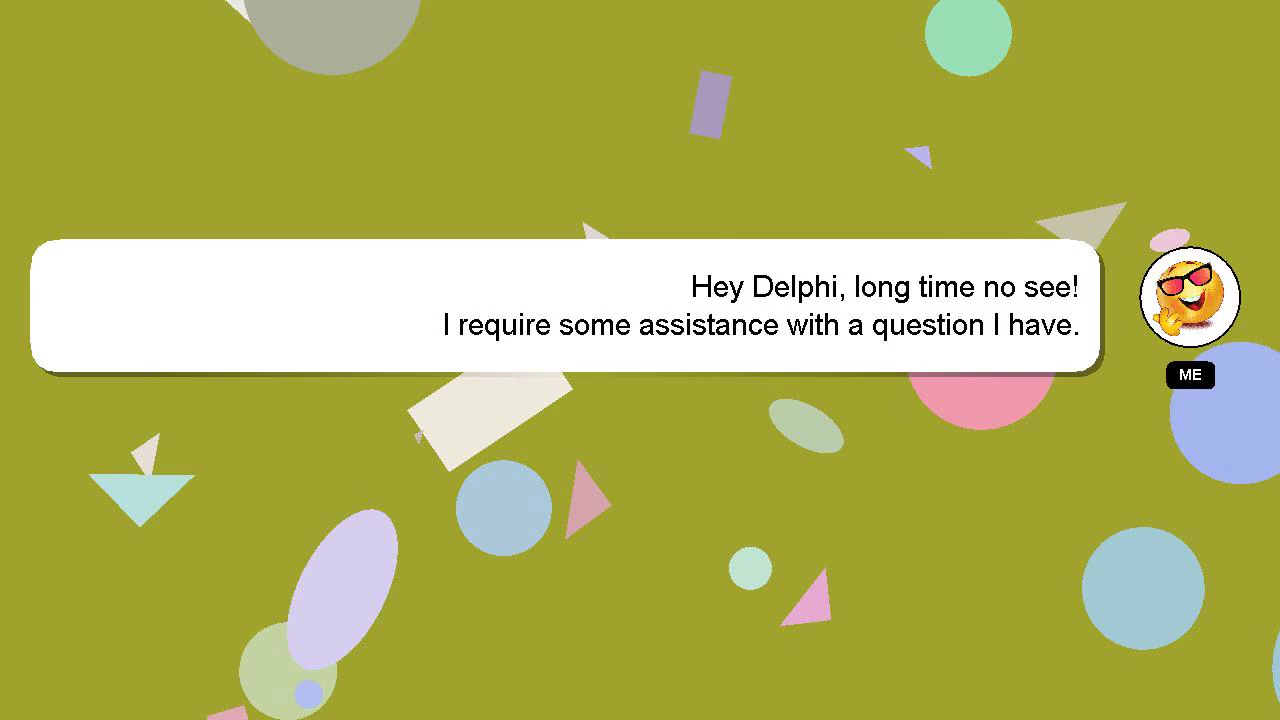 Hey Delphi, long time no see!
I require some assistance with a question I have.
ME